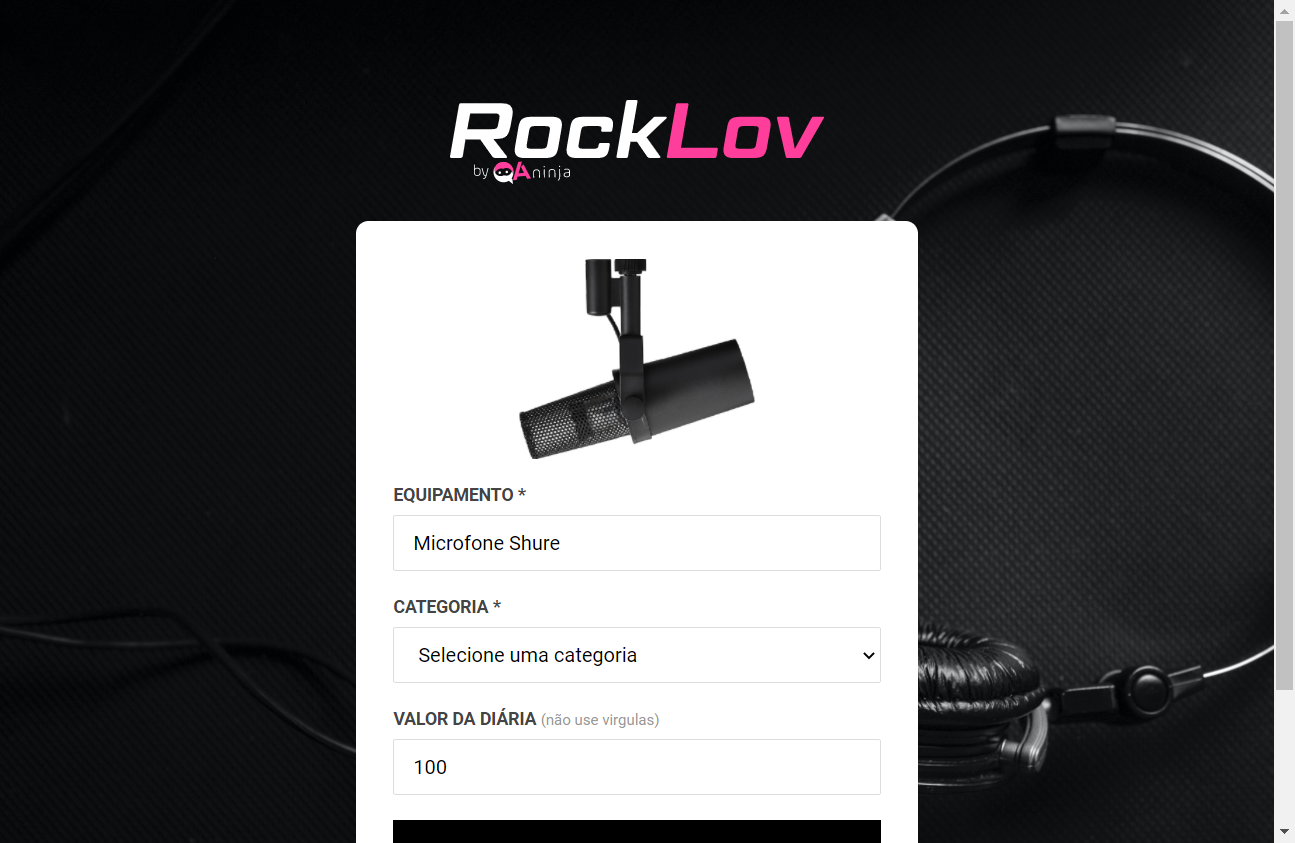 RockLov
by QAninja
EQUIPAMENTO *
Microfone Shure
CATEGORIA *
Selecione uma categoria
VALOR DA DIÁRIA (não use virgulas)
100